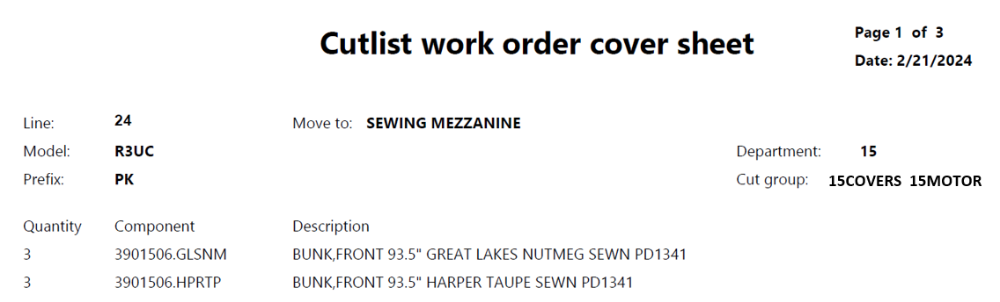 Cutlist work order cover sheet
Page 1 of 3
Date: 2/21/2024
Line: 24 Move to: SEWING MEZZANINE
Model: R3UC Department: 15
Prefix: PK Cut group: 15COVERS 15MOTOR
Quantity Component Description
3 3901506.GLSNM BUNK,FRONT 93.5" GREAT LAKES NUTMEG SEWN PD1341
3 3901506.HPRTP BUNK,FRONT 93.5" HARPER TAUPE SEWN PD1341